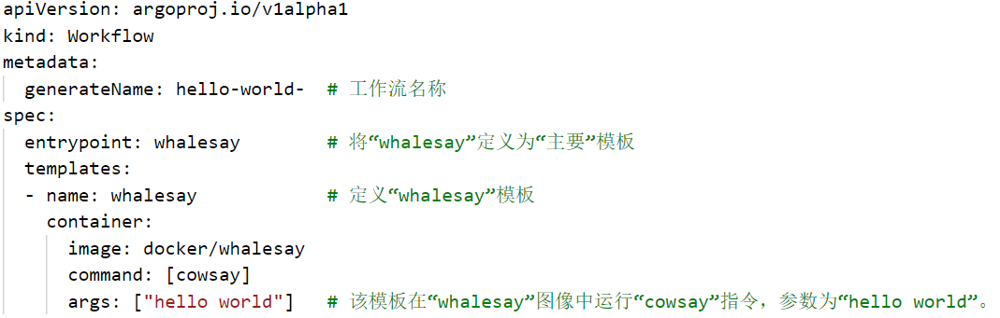 apiVersion: argoproj.io/v1alpha1
kind: Workflow
metadata:
  generateName: hello-world-  # 工作流名称
spec:
  entrypoint: whalesay        # 将“whalesay”定义为“主要”模板
  templates:
  - name: whalesay            # 定义“whalesay”模板
    container:
      image: docker/whalesay
      command: [cowsay]
      args: ["hello world"]   # 该模板在“whalesay”图像中运行“cowsay”指令，参数为“hello world”。